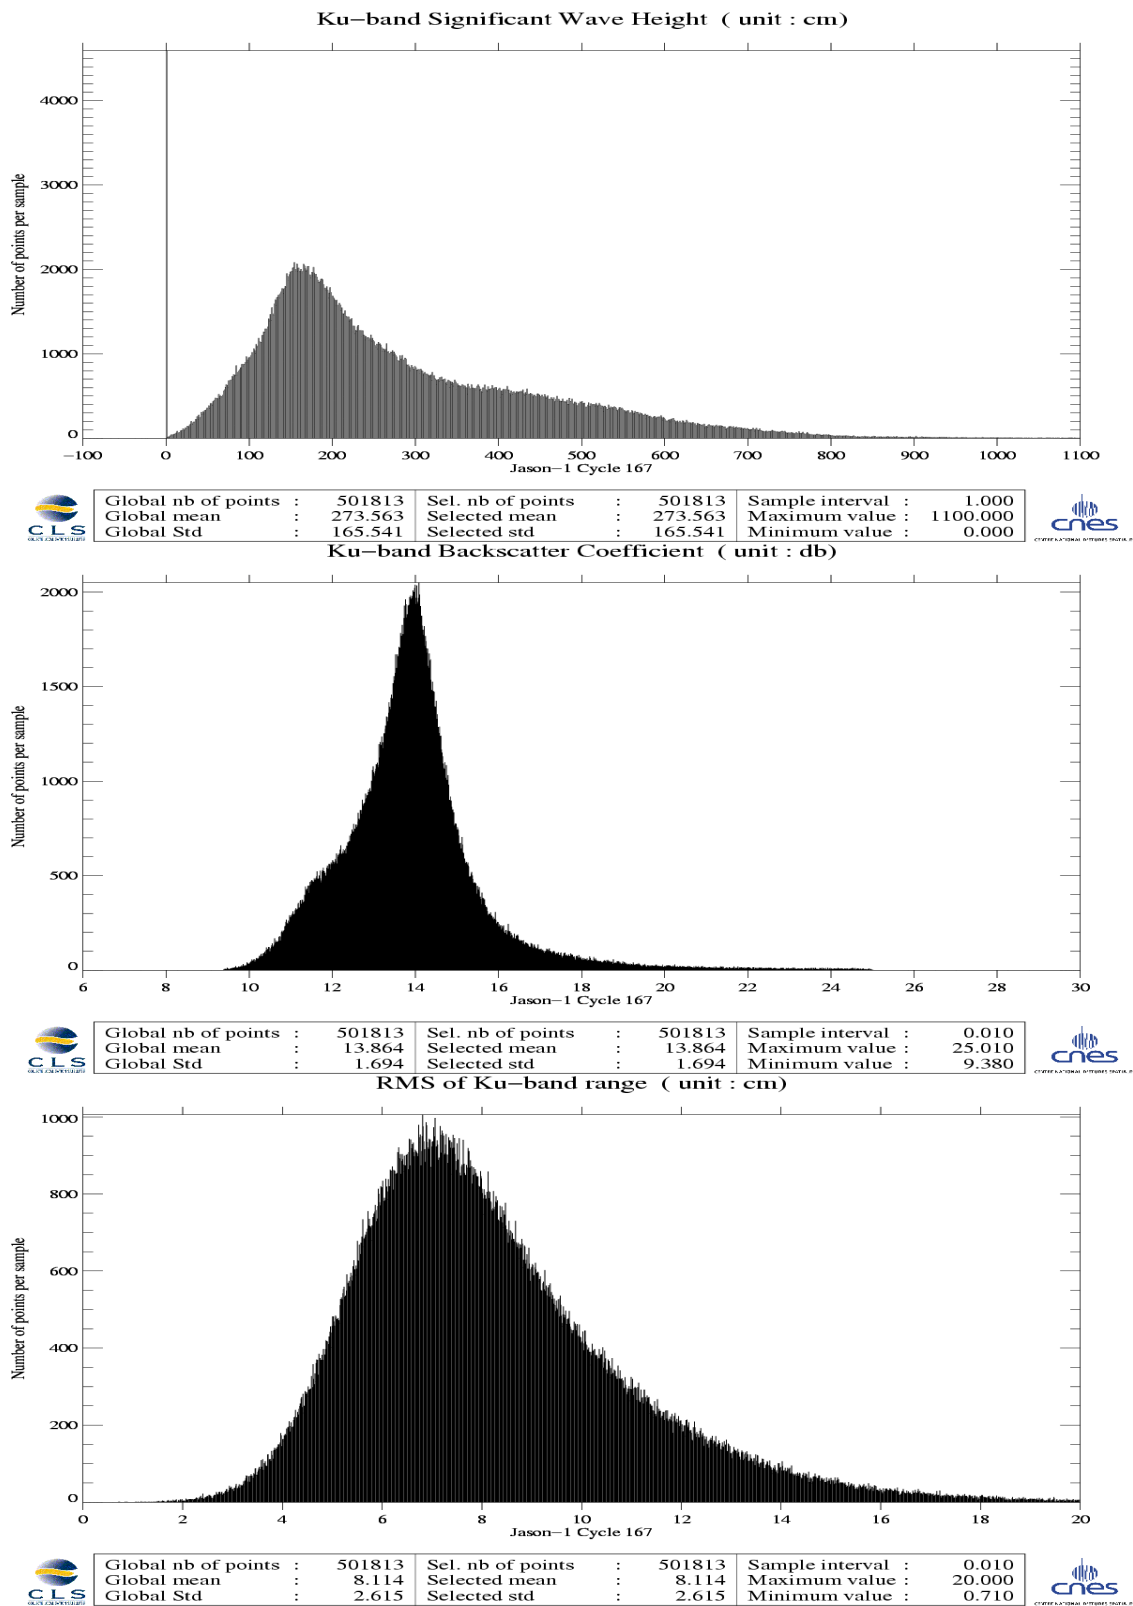 Ku−band Significant Wave Height ( unit : cm)
Number of points per sample
4000
3000
2000
1000
0
−100 0 100 200 300 400 500 600 700 800 900 1000 1100
Jason−1 Cycle 167
Global nb of points : 501813 Sel. nb of points : 501813 Sample interval : 1.000
Global mean : 273.563 Selected mean : 273.563 Maximum value : 1100.000
Global Std : 165.541 Selected std : 165.541 Minimum value : 0.000
CLS
cnes
Ku−band Backscatter Coefficient ( unit : db)
Number of points per sample
2000
1500
1000
500
0
6 8 10 12 14 16 18 20 22 24 26 28 30
Jason−1 Cycle 167
Global nb of points : 501813 Sel. nb of points : 501813 Sample interval : 0.010
Global mean : 13.864 Selected mean : 13.864 Maximum value : 25.010
Global Std : 1.694 Selected std : 1.694 Minimum value : 9.380
CLS
cnes
RMS of Ku−band range ( unit : cm)
Number of points per sample
1000
800
600
400
200
0
0 2 4 6 8 10 12 14 16 18 20
Jason−1 Cycle 167
Global nb of points : 501813 Sel. nb of points : 501813 Sample interval : 0.010
Global mean : 8.114 Selected mean : 8.114 Maximum value : 20.000
Global Std : 2.615 Selected std : 2.615 Minimum value : 0.710
CLS
cnes